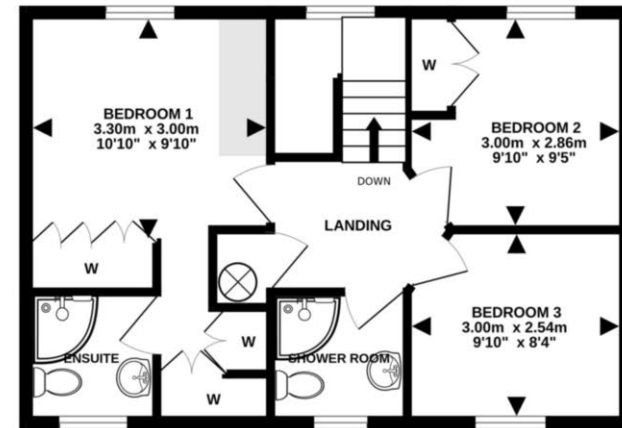 BEDROOM 1
3.30m x 3.00m
10'10" x 9'10"
W
BEDROOM 2
3.00m x 2.86m
9'10" x 9'5"
DOWN
LANDING
W
BEDROOM 3
3.00m x 2.54m
9'10" x 8'4"
W
ENSUITE
SHOWER ROOM
W